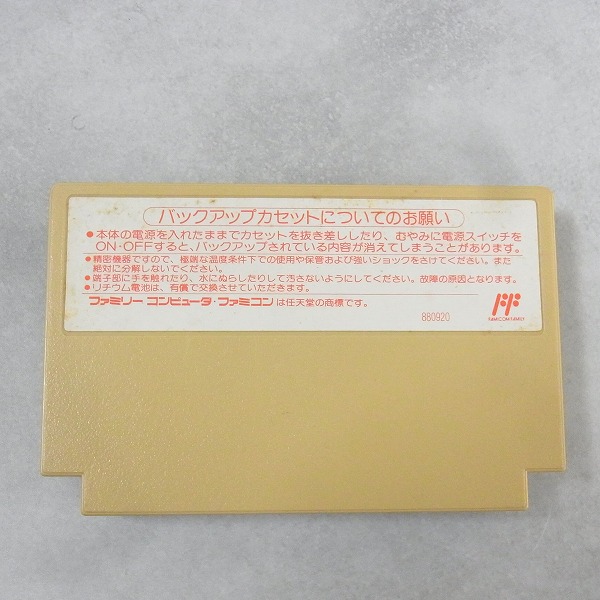 バックアップカセットについてのお願い
●本体の電源を入れたままでカセットを抜き差ししたり、むやみに電源スイッチを
ON・OFFすると、バックアップされている内容が消えてしまうことがあります。
●精密機器ですので、極端な温度条件下での使用や保管および強いショックをさけてください。また
絶対に分解しないでください。
●端子部に手を触れたり、水にぬらしたりして汚さないようにしてください。故障の原因となります。
●リチウム電池は、有償で交換させていただきます。
ファミリーコンピュータ・ファミコンは任天堂の商標です。
880920
FAMICOM FAMILY